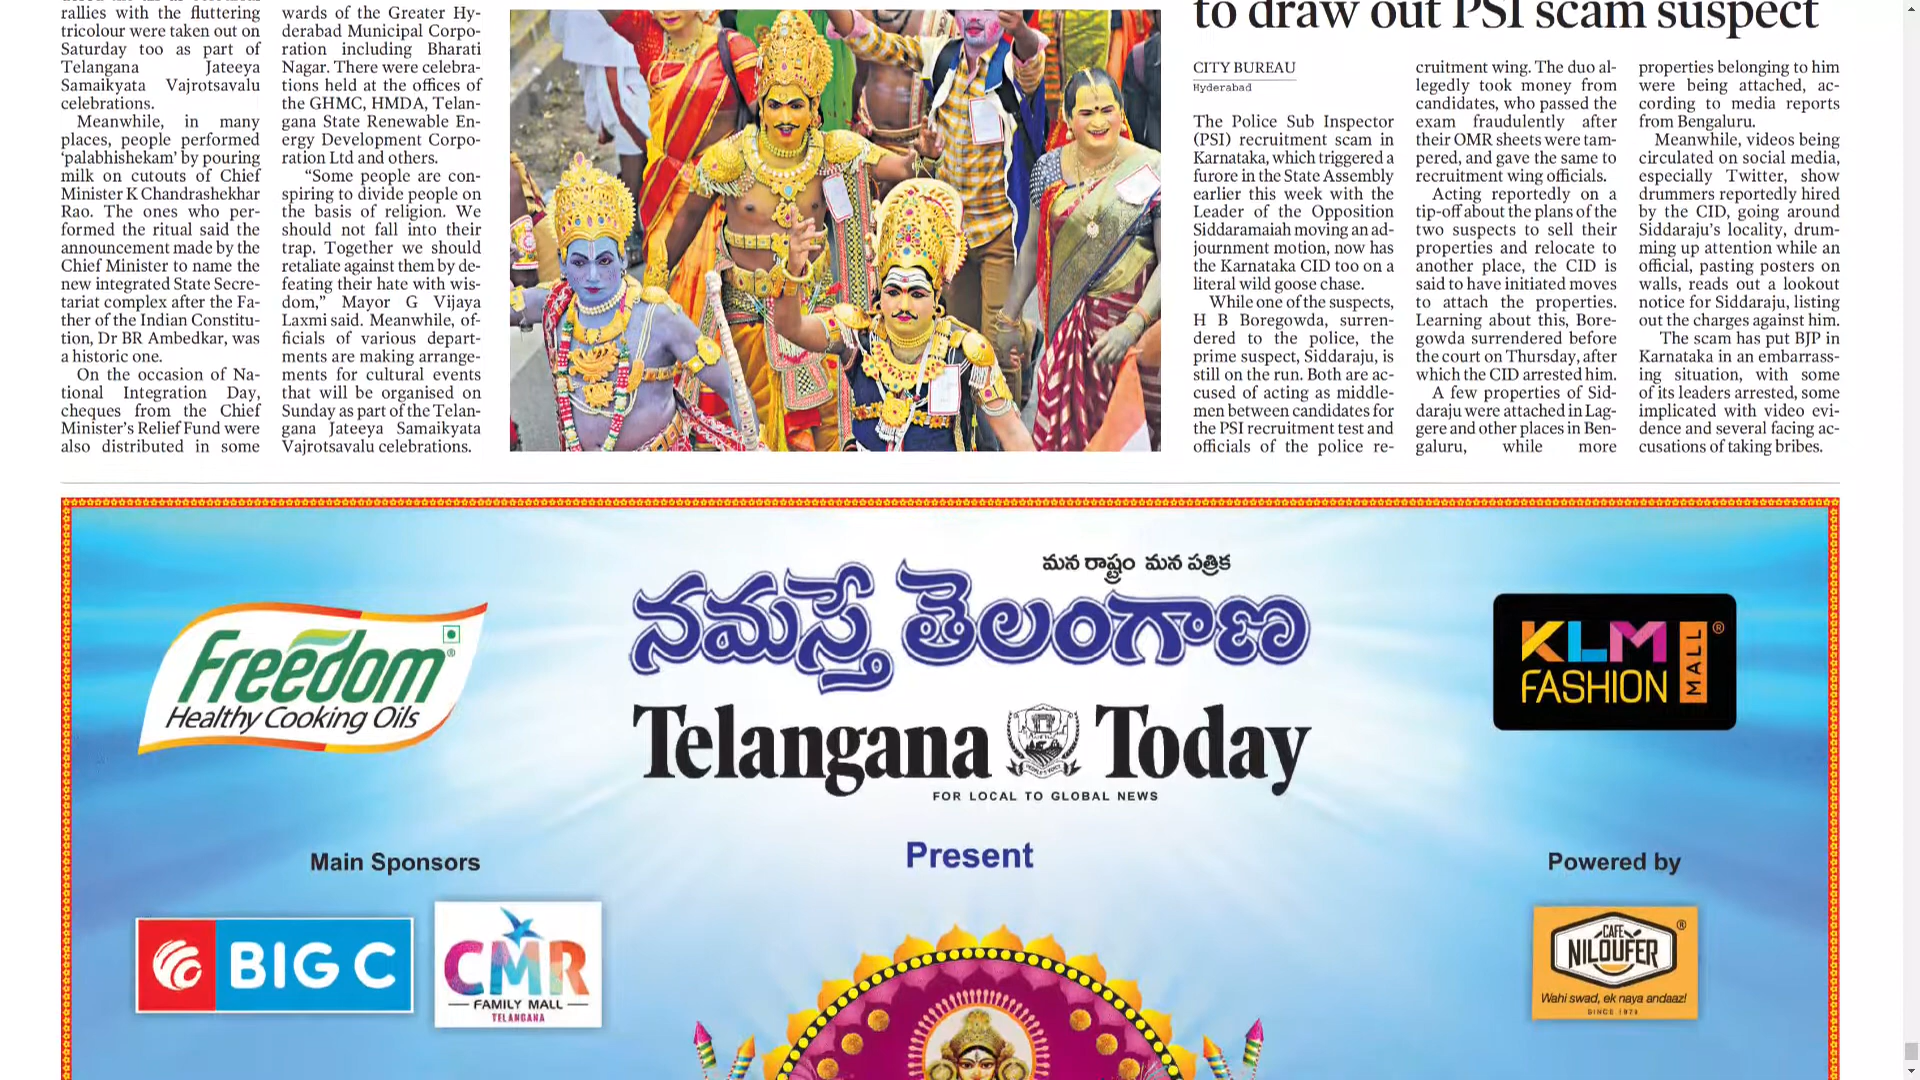 rallies with the fluttering
tricolour were taken out on
Saturday too as part of
Telangana Jateeya
Samaikyata Vajrotsavalu
celebrations.
Meanwhile, in many
places, people performed
‘palabhishekam’ by pouring
milk on cutouts of Chief
Minister K Chandrashekhar
Rao. The ones who per-
formed the ritual said the
announcement made by the
Chief Minister to name the
new integrated State Secre-
tariat complex after the Fa-
ther of the Indian Constitu-
tion, Dr BR Ambedkar, was
a historic one.
On the occasion of Na-
tional Integration Day,
cheques from the Chief
Minister’s Relief Fund were
also distributed in some
wards of the Greater Hy-
derabad Municipal Corpo-
ration including Bharati
Nagar. There were celebra-
tions held at the offices of
the GHMC, HMDA, Telan-
gana State Renewable En-
ergy Development Corpo-
ration Ltd and others.
“Some people are con-
spiring to divide people on
the basis of religion. We
should not fall into their
trap. Together we should
retaliate against them by de-
feating their hate with wis-
dom,” Mayor G Vijaya
Laxmi said. Meanwhile, of-
ficials of various depart-
ments are making arrange-
ments for cultural events
that will be organised on
Sunday as part of the Telan-
gana Jateeya Samaikyata
Vajrotsavalu celebrations.
to draw out PSI scam suspect
CITY BUREAU
Hyderabad
The Police Sub Inspector
(PSI) recruitment scam in
Karnataka, which triggered a
furore in the State Assembly
earlier this week with the
Leader of the Opposition
Siddaramaiah moving an ad-
journment motion, now has
the Karnataka CID too on a
literal wild goose chase.
While one of the suspects,
H B Boregowda, surren-
dered to the police, the
prime suspect, Siddaraju, is
still on the run. Both are ac-
cused of acting as middle-
men between candidates for
the PSI recruitment test and
officials of the police re-
cruitment wing. The duo al-
legedly took money from
candidates, who passed the
exam fraudulently after
their OMR sheets were tam-
pered, and gave the same to
recruitment wing officials.
Acting reportedly on a
tip-off about the plans of the
two suspects to sell their
properties and relocate to
another place, the CID is
said to have initiated moves
to attach the properties.
Learning about this, Bore-
gowda surrendered before
the court on Thursday, after
which the CID arrested him.
A few properties of Sid-
daraju were attached in Lag-
gere and other places in Ben-
galuru, while more
properties belonging to him
were being attached, ac-
cording to media reports
from Bengaluru.
Meanwhile, videos being
circulated on social media,
especially Twitter, show
drummers reportedly hired
by the CID, going around
Siddaraju’s locality, drum-
ming up attention while an
official, pasting posters on
walls, reads out a lookout
notice for Siddaraju, listing
out the charges against him.
The scam has put BJP in
Karnataka in an embarrass-
ing situation, with some
of its leaders arrested, some
implicated with video evi-
dence and several facing ac-
cusations of taking bribes.
మన రాష్ట్రం మన పత్రిక
నమస్తే తెలంగాణ
Freedom®
Healthy Cooking Oils
KLM
FASHION
MALL
®
Telangana Today
FOR LOCAL TO GLOBAL NEWS
Main Sponsors
Present
Powered by
BIG C
CMR
FAMILY MALL
TELANGANA
CAFE
NILOUFER
®
Wahi swad, ek naya andaaz!
SINCE 1978